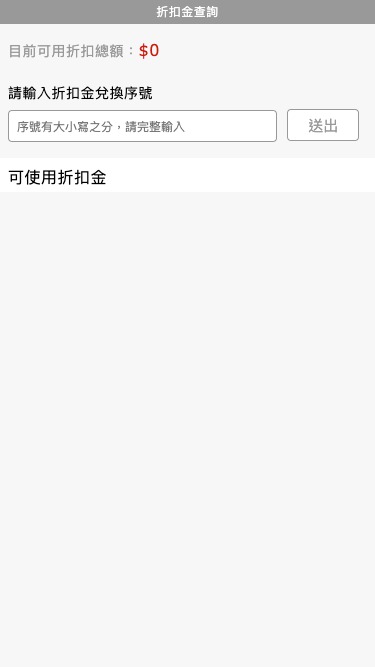 折扣金查詢
目前可用折扣總額：$0
請輸入折扣金兌換序號
序號有大小寫之分，請完整輸入
送出
可使用折扣金